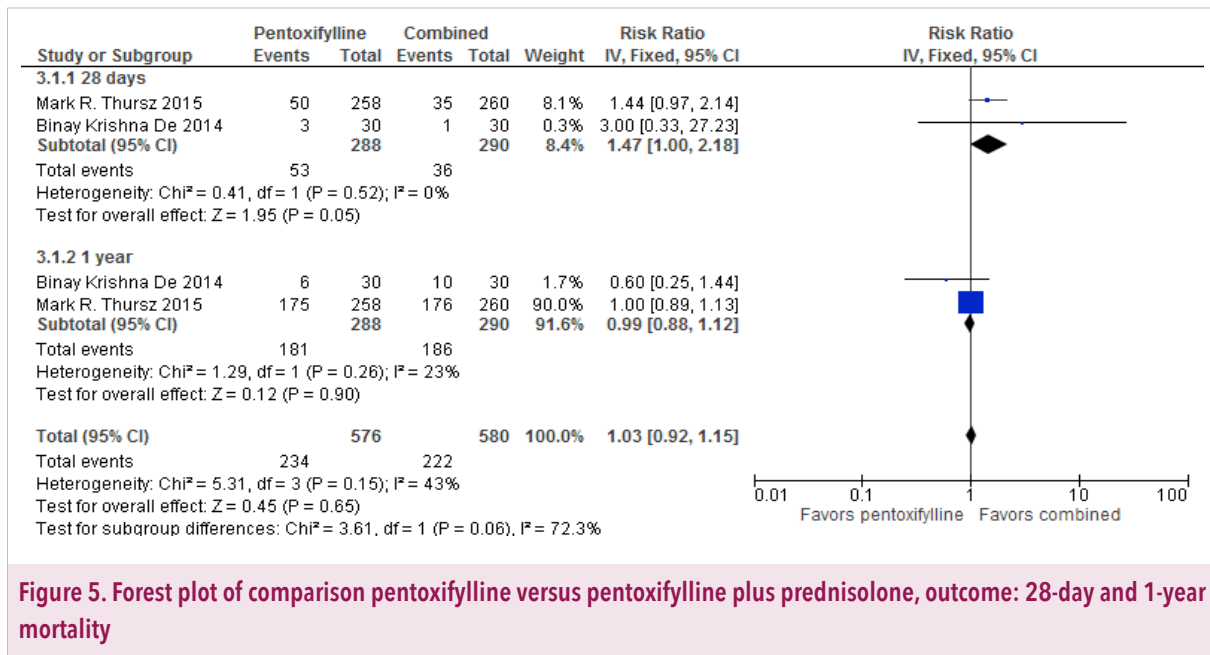 Pentoxifylline Combined Risk Ratio Risk Ratio
Study or Subgroup Events Total Events Total Weight IV, Fixed, 95% CI IV, Fixed, 95% CI
3.1.1 28 days
Mark R. Thursz 2015 50 258 35 260 8.1% 1.44 [0.97, 2.14]
Binay Krishna De 2014 3 30 1 30 0.3% 3.00 [0.33, 27.23]
Subtotal (95% CI) 288 290 8.4% 1.47 [1.00, 2.18]
Total events 53 36
Heterogeneity: Chi² = 0.41, df = 1 (P = 0.52); I² = 0%
Test for overall effect: Z = 1.95 (P = 0.05)
3.1.2 1 year
Binay Krishna De 2014 6 30 10 30 1.7% 0.60 [0.25, 1.44]
Mark R. Thursz 2015 175 258 176 260 90.0% 1.00 [0.89, 1.13]
Subtotal (95% CI) 288 290 91.6% 0.99 [0.88, 1.12]
Total events 181 186
Heterogeneity: Chi² = 1.29, df = 1 (P = 0.26); I² = 23%
Test for overall effect: Z = 0.12 (P = 0.90)
Total (95% CI) 576 580 100.0% 1.03 [0.92, 1.15]
Total events 234 222
Heterogeneity: Chi² = 5.31, df = 3 (P = 0.15); I² = 43%
Test for overall effect: Z = 0.45 (P = 0.65)
Test for subgroup differences: Chi² = 3.61, df = 1 (P = 0.06), I² = 72.3%
0.01 0.1 1 10 100
Favors pentoxifylline Favors combined
Figure 5. Forest plot of comparison pentoxifylline versus pentoxifylline plus prednisolone, outcome: 28-day and 1-year
mortality